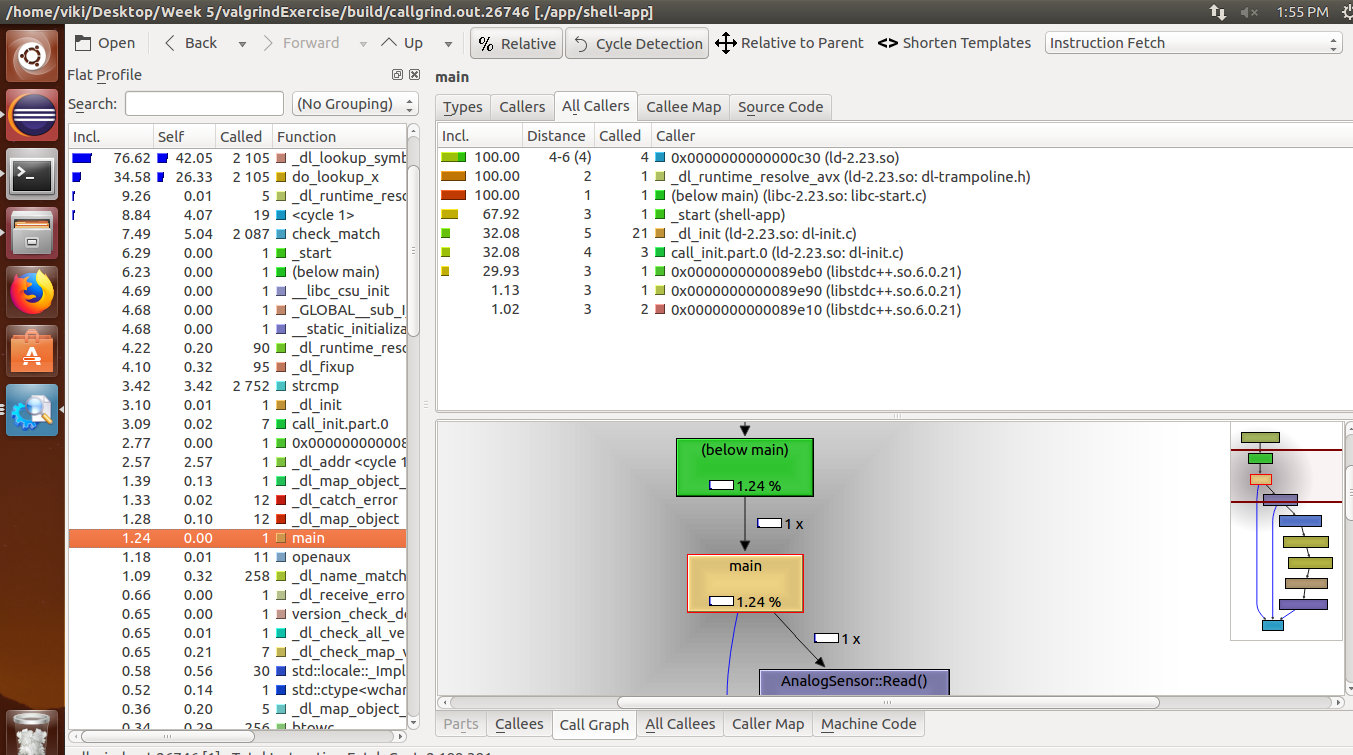 /home/viki/Desktop/Week 5/valgrindExercise/build/callgrind.out.26746 [./app/shell-app]
1:55 PM
Open Back Forward Up % Relative Cycle Detection Relative to Parent <> Shorten Templates Instruction Fetch
Flat Profile
Search: (No Grouping)
Incl. Self Called Function
76.62 42.05 2 105 _dl_lookup_symb
34.58 26.33 2 105 do_lookup_x
9.26 0.01 5 _dl_runtime_reso
8.84 4.07 19 <cycle 1>
7.49 5.04 2 087 check_match
6.29 0.00 1 _start
6.23 0.00 1 (below main)
4.69 0.00 1 __libc_csu_init
4.68 0.00 1 _GLOBAL__sub_I
4.68 0.00 1 __static_initializa
4.22 0.20 90 _dl_runtime_reso
4.10 0.32 95 _dl_fixup
3.42 3.42 2 752 strcmp
3.10 0.01 1 _dl_init
3.09 0.02 7 call_init.part.0
2.77 0.00 1 0x000000000008
2.57 2.57 1 _dl_addr <cycle 1
1.39 0.13 1 _dl_map_object_
1.33 0.02 12 _dl_catch_error
1.28 0.10 12 _dl_map_object
1.24 0.00 1 main
1.18 0.01 11 openaux
1.09 0.32 258 _dl_name_match
0.66 0.00 1 _dl_receive_erro
0.65 0.00 1 version_check_do
0.65 0.01 1 _dl_check_all_ve
0.65 0.21 7 _dl_check_map_v
0.58 0.56 30 std::locale::_Impl
0.52 0.14 1 std::ctype<wchar
0.36 0.20 5 _dl_map_object_
0.34 0.29 256 btowc
main
Types Callers All Callers Callee Map Source Code
Incl. Distance Called Caller
100.00 4-6 (4) 4 0x0000000000000c30 (ld-2.23.so)
100.00 2 1 _dl_runtime_resolve_avx (ld-2.23.so: dl-trampoline.h)
100.00 1 1 (below main) (libc-2.23.so: libc-start.c)
67.92 3 1 _start (shell-app)
32.08 5 21 _dl_init (ld-2.23.so: dl-init.c)
32.08 4 3 call_init.part.0 (ld-2.23.so: dl-init.c)
29.93 3 1 0x0000000000089eb0 (libstdc++.so.6.0.21)
1.13 3 1 0x0000000000089e90 (libstdc++.so.6.0.21)
1.02 3 2 0x0000000000089e10 (libstdc++.so.6.0.21)
(below main)
1.24 %
1 x
main
1.24 %
1 x
AnalogSensor::Read()
Parts Callees Call Graph All Callees Caller Map Machine Code